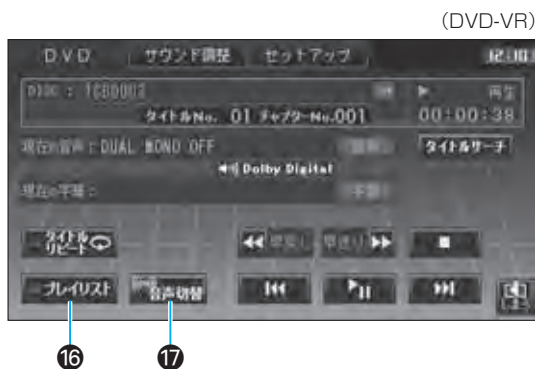 (DVD-VR)
DVD サウンド調整 セットアップ
DISC : ▶ 再生
タイトルNo. 01 チャプターNo.001 00:00:38
現在の音声:DUAL MONO OFF タイトルサーチ
Dolby Digital
現在の字幕:
タイトル
リピート ◀◀ 早戻し 早送り ▶▶ ■
プレイリスト 音声切替
⑯ ⑰